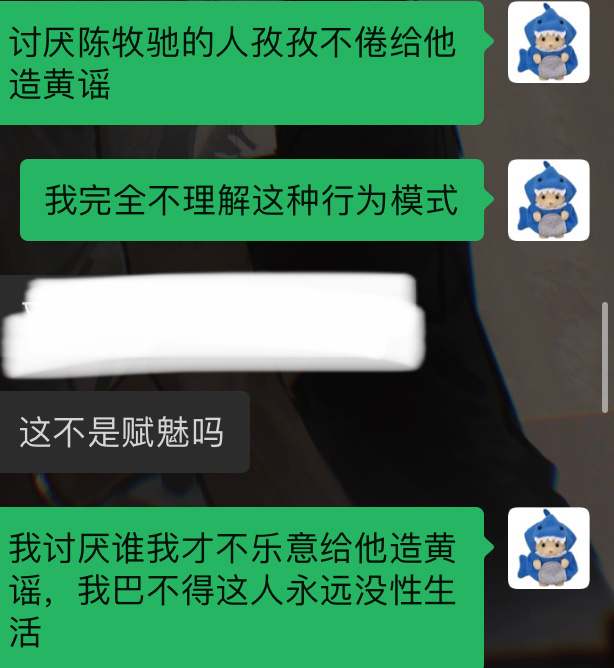 讨厌陈牧驰的人孜孜不倦给他
造黄谣
我完全不理解这种行为模式
这不是赋魅吗
我讨厌谁我才不乐意给他造黄
谣，我巴不得这人永远没性生
活